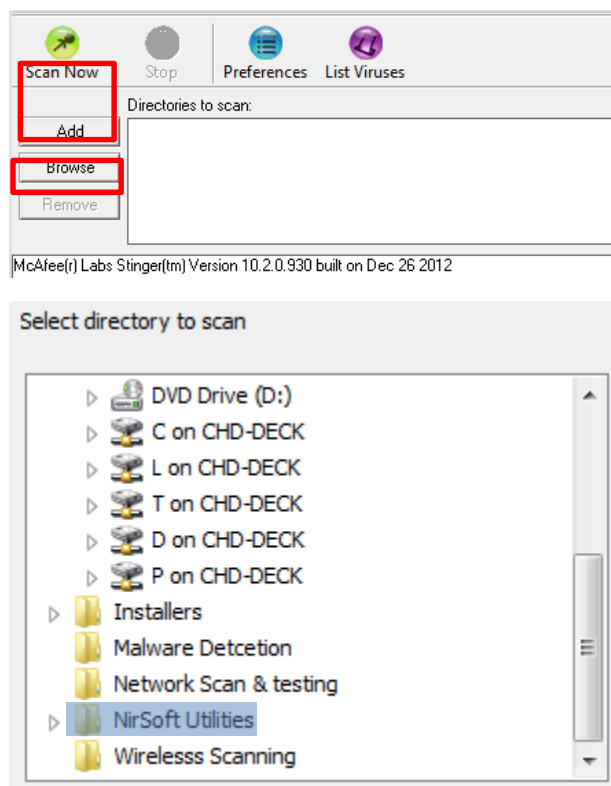 Scan Now Stop Preferences List Viruses
Directories to scan:
Add
Browse
Remove
McAfee(r) Labs Stinger(tm) Version 10.2.0.930 built on Dec 26 2012
Select directory to scan
DVD Drive (D:)
C on CHD-DECK
L on CHD-DECK
T on CHD-DECK
D on CHD-DECK
P on CHD-DECK
Installers
Malware Detcetion
Network Scan & testing
NirSoft Utilities
Wirelesss Scanning